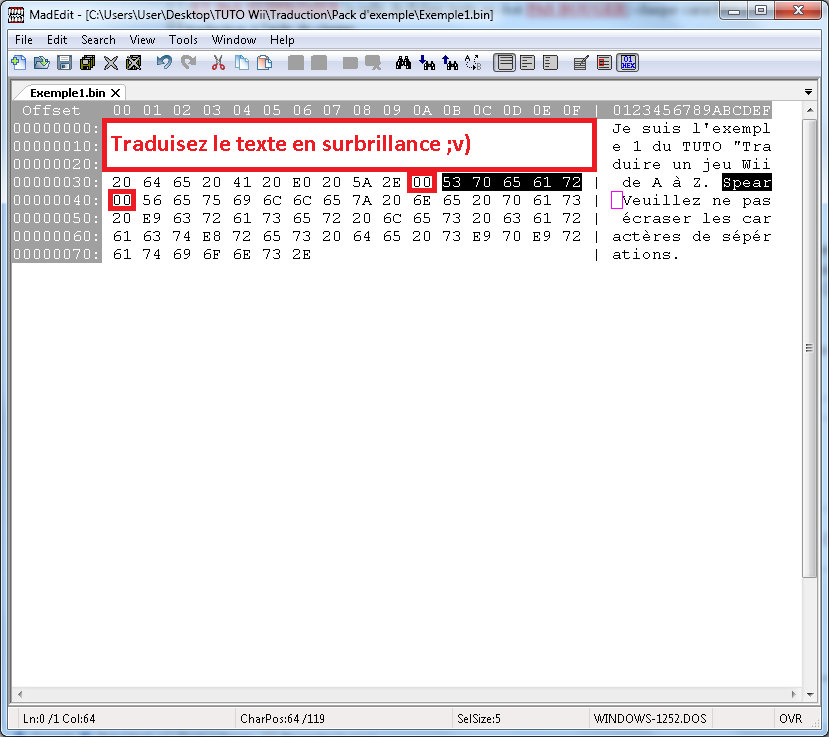 MadEdit - [C:\Users\User\Desktop\TUTO Wii\Traduction\Pack d'exemple\Exemple1.bin]
File Edit Search View Tools Window Help
Exemple1.bin
Offset 00 01 02 03 04 05 06 07 08 09 0A 0B 0C 0D 0E 0F | 0123456789ABCDEF
00000000: Je suis l'exempl
00000010: e 1 du TUTO "Tra
00000020: duire un jeu Wii
Traduisez le texte en surbrillance ;v)
00000030: 20 64 65 20 41 20 E0 20 5A 2E 00 53 70 65 61 72 | de A à Z. Spear
00000040: 00 56 65 75 69 6C 6C 65 7A 20 6E 65 20 70 61 73 | Veuillez ne pas
00000050: 20 E9 63 72 61 73 65 72 20 6C 65 73 20 63 61 72 | écraser les car
00000060: 61 63 74 E8 72 65 73 20 64 65 20 73 E9 70 E9 72 | actères de sépér
00000070: 61 74 69 6F 6E 73 2E | ations.
Ln:0 /1 Col:64 CharPos:64 /119 SelSize:5 WINDOWS-1252.DOS OVR